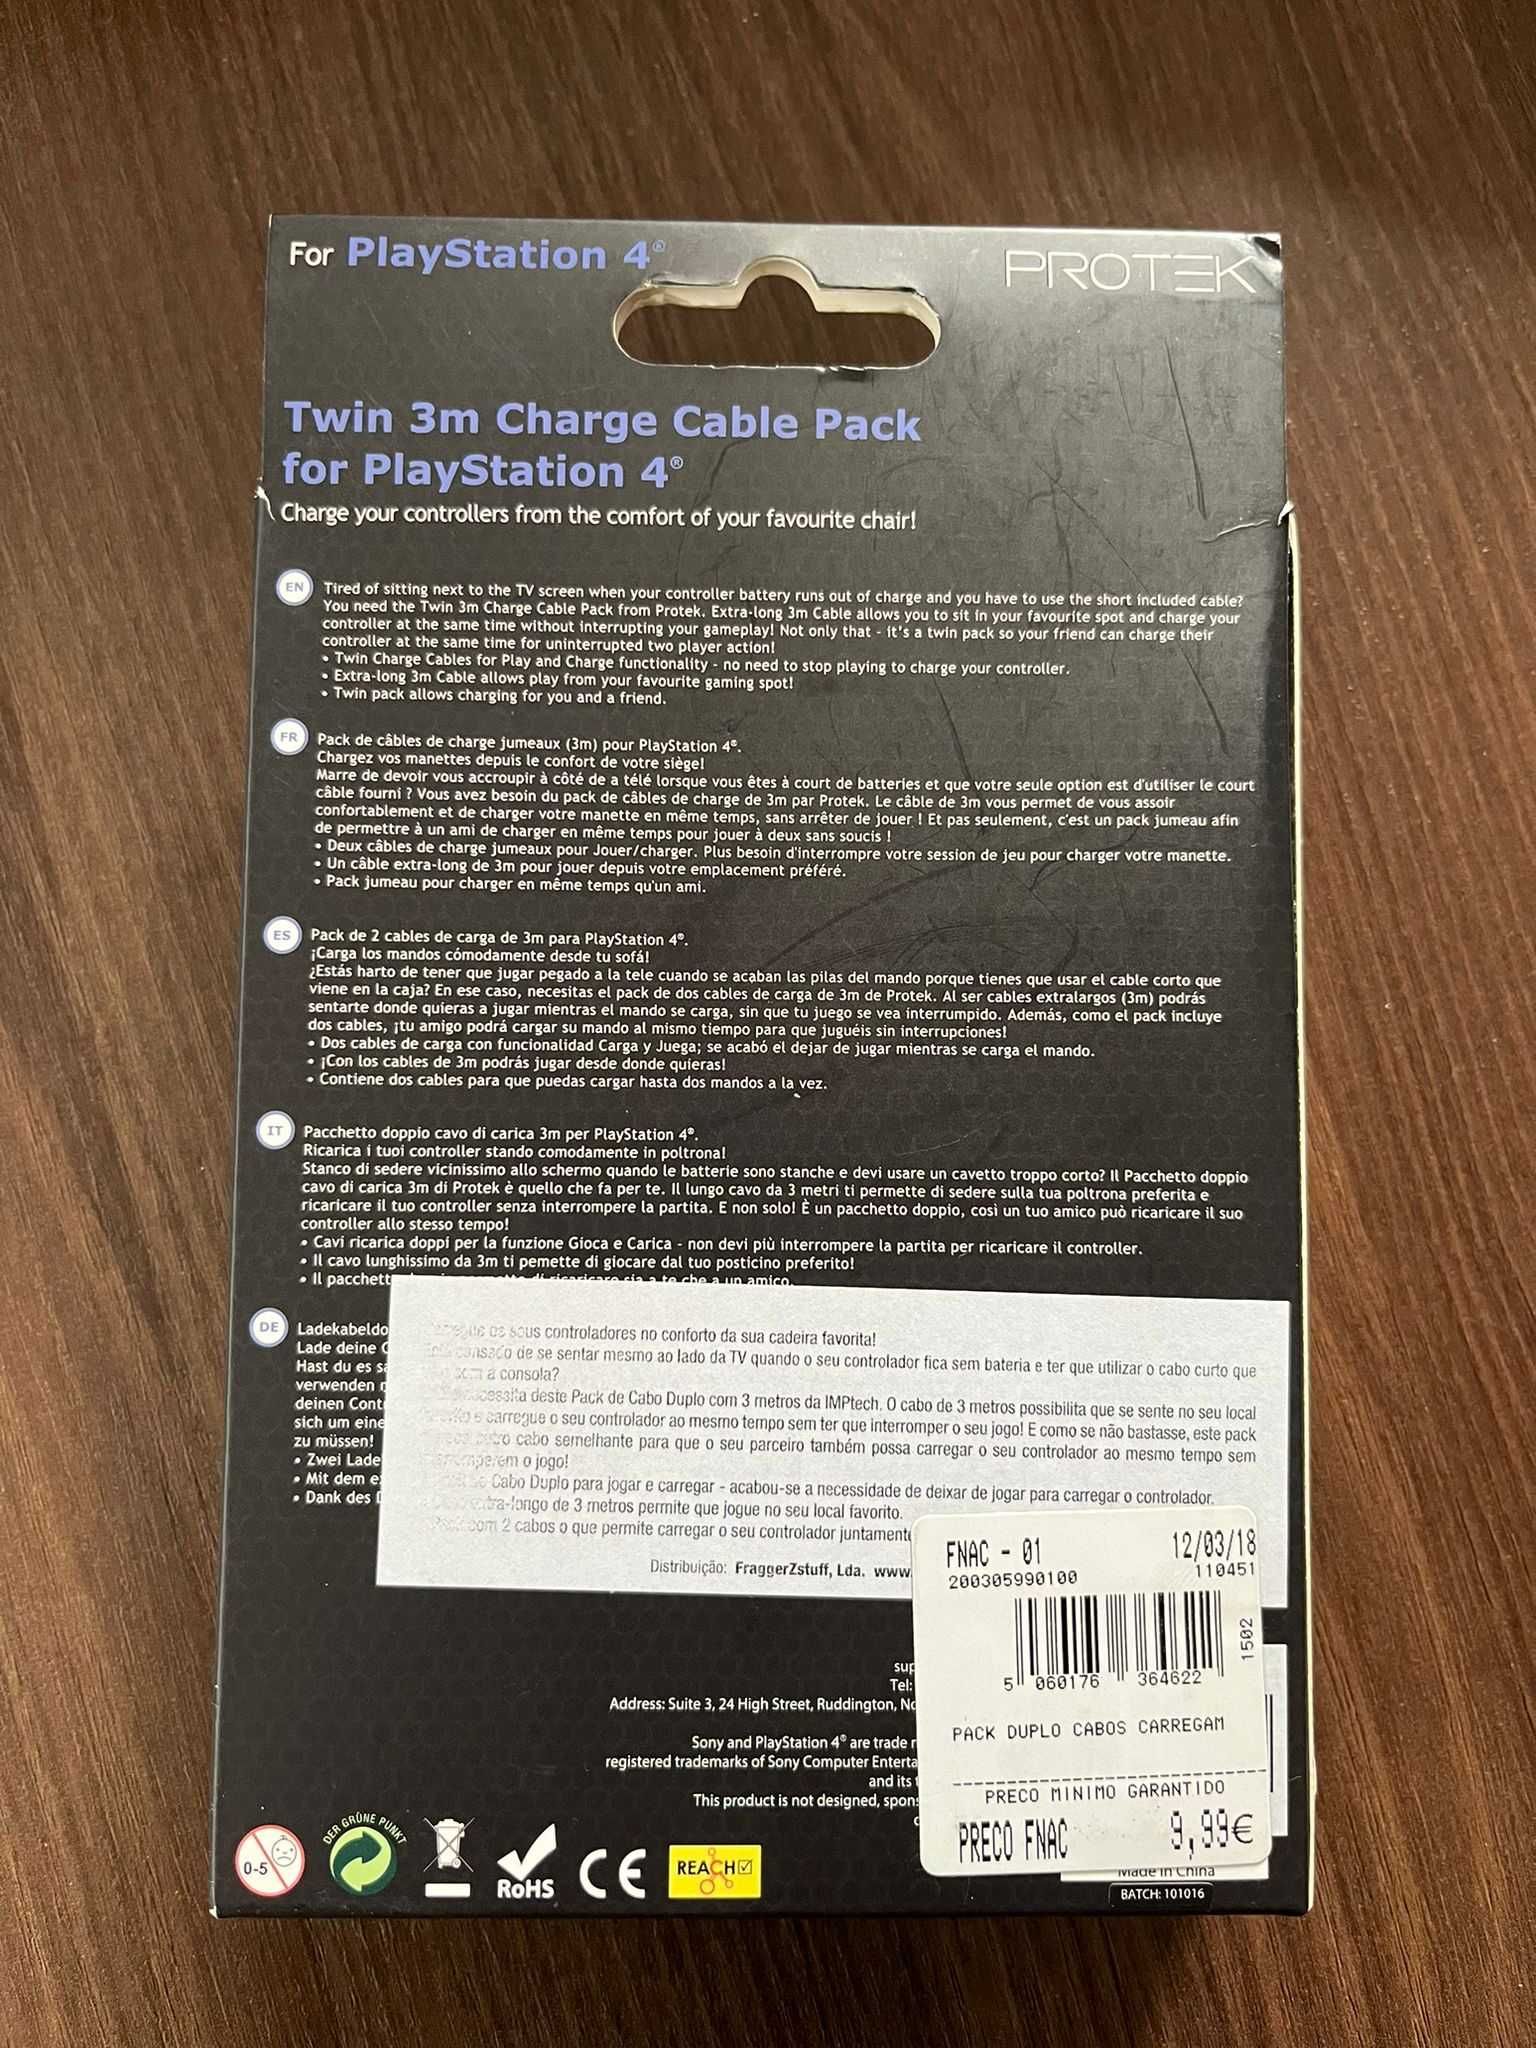 For PlayStation 4®
PROTEK
Twin 3m Charge Cable Pack
for PlayStation 4®
Charge your controllers from the comfort of your favourite chair!
EN
Tired of sitting next to the TV screen when your controller battery runs out of charge and you have to use the short included cable?
You need the Twin 3m Charge Cable Pack from Protek. Extra-long 3m Cable allows you to sit in your favourite spot and charge your
controller at the same time without interrupting your gameplay! Not only that - it's a twin pack so your friend can charge their
controller at the same time for uninterrupted two player action!
• Twin Charge Cables for Play and Charge functionality - no need to stop playing to charge your controller.
• Extra-long 3m Cable allows play from your favourite gaming spot!
• Twin pack allows charging for you and a friend.
FR
Pack de câbles de charge jumeaux (3m) pour PlayStation 4®.
Chargez vos manettes depuis le confort de votre siège!
Marre de devoir vous accroupir à côté de a télé lorsque vous êtes à court de batteries et que votre seule option est d'utiliser le court
câble fourni ? Vous avez besoin du pack de câbles de charge de 3m par Protek. Le câble de 3m vous permet de vous assoir
confortablement et de charger votre manette en même temps, sans arrêter de jouer ! Et pas seulement, c'est un pack jumeau afin
de permettre à un ami de charger en même temps pour jouer à deux sans soucis !
• Deux câbles de charge jumeaux pour Jouer/charger. Plus besoin d'interrompre votre session de jeu pour charger votre manette.
• Un câble extra-long de 3m pour jouer depuis votre emplacement préféré.
• Pack jumeau pour charger en même temps qu'un ami.
ES
Pack de 2 cables de carga de 3m para PlayStation 4®.
¡Carga los mandos cómodamente desde tu sofá!
¿Estás harto de tener que jugar pegado a la tele cuando se acaban las pilas del mando porque tienes que usar el cable corto que
viene en la caja? En ese caso, necesitas el pack de dos cables de carga de 3m de Protek. Al ser cables extralargos (3m) podrás
sentarte donde quieras a jugar mientras el mando se carga, sin que tu juego se vea interrumpido. Además, como el pack incluye
dos cables, ¡tu amigo podrá cargar su mando al mismo tiempo para que juguéis sin interrupciones!
• Dos cables de carga con funcionalidad Carga y Juega; se acabó el dejar de jugar mientras se carga el mando.
• ¡Con los cables de 3m podrás jugar desde donde quieras!
• Contiene dos cables para que puedas cargar hasta dos mandos a la vez.
IT
Pacchetto doppio cavo di carica 3m per PlayStation 4®.
Ricarica i tuoi controller stando comodamente in poltrona!
Stanco di sedere vicinissimo allo schermo quando le batterie sono stanche e devi usare un cavetto troppo corto? Il Pacchetto doppio
cavo di carica 3m di Protek è quello che fa per te. Il lungo cavo da 3 metri ti permette di sedere sulla tua poltrona preferita e
ricaricare il tuo controller senza interrompere la partita. E non solo! È un pacchetto doppio, così un tuo amico può ricaricare il suo
controller allo stesso tempo!
• Cavi ricarica doppi per la funzione Gioca e Carica - non devi più interrompere la partita per ricaricare il controller.
• Il cavo lunghissimo da 3m ti pemette di giocare dal tuo posticino preferito!
• Il pacchett di ricaricare sia a te che a un amico.
DE
Ladekabeldo
Lade deine
Hast du es sa
verwenden
deinen Cont
sich um eine
zu müssen!
• Zwei Lade
• Mit dem e
• Dank des
os seus controladores no conforto da sua cadeira favorita!
cansado de se sentar mesmo ao lado da TV quando o seu controlador fica sem bateria e ter que utilizar o cabo curto que
com a consola?
deste Pack de Cabo Duplo com 3 metros da IMPtech. O cabo de 3 metros possibilita que se sente no seu local
e carregue o seu controlador ao mesmo tempo sem ter que interromper o seu jogo! E como se não bastasse, este pack
outro cabo semelhante para que o seu parceiro também possa carregar o seu controlador ao mesmo tempo sem
o jogo!
Cabo Duplo para jogar e carregar - acabou-se a necessidade de deixar de jogar para carregar o controlador.
de 3 metros permite que jogue no seu local favorito.
com 2 cabos o que permite carregar o seu controlador juntamente
Distribuição: FraggerZstuff, Lda. www.
FNAC - 01 12/03/18
200305990100 110451
1502
5 060176 364622
PACK DUPLO CABOS CARREGAM
PRECO MINIMO GARANTIDO
PRECO FNAC 9,99€
sup
Tel:
Address: Suite 3, 24 High Street, Ruddington, No
Sony and PlayStation 4® are trade
registered trademarks of Sony Computer Enterta
and its
This product is not designed, spons
Made in China
BATCH: 101016
0-5
DER GRÜNE PUNKT
RoHS
CE
REACH